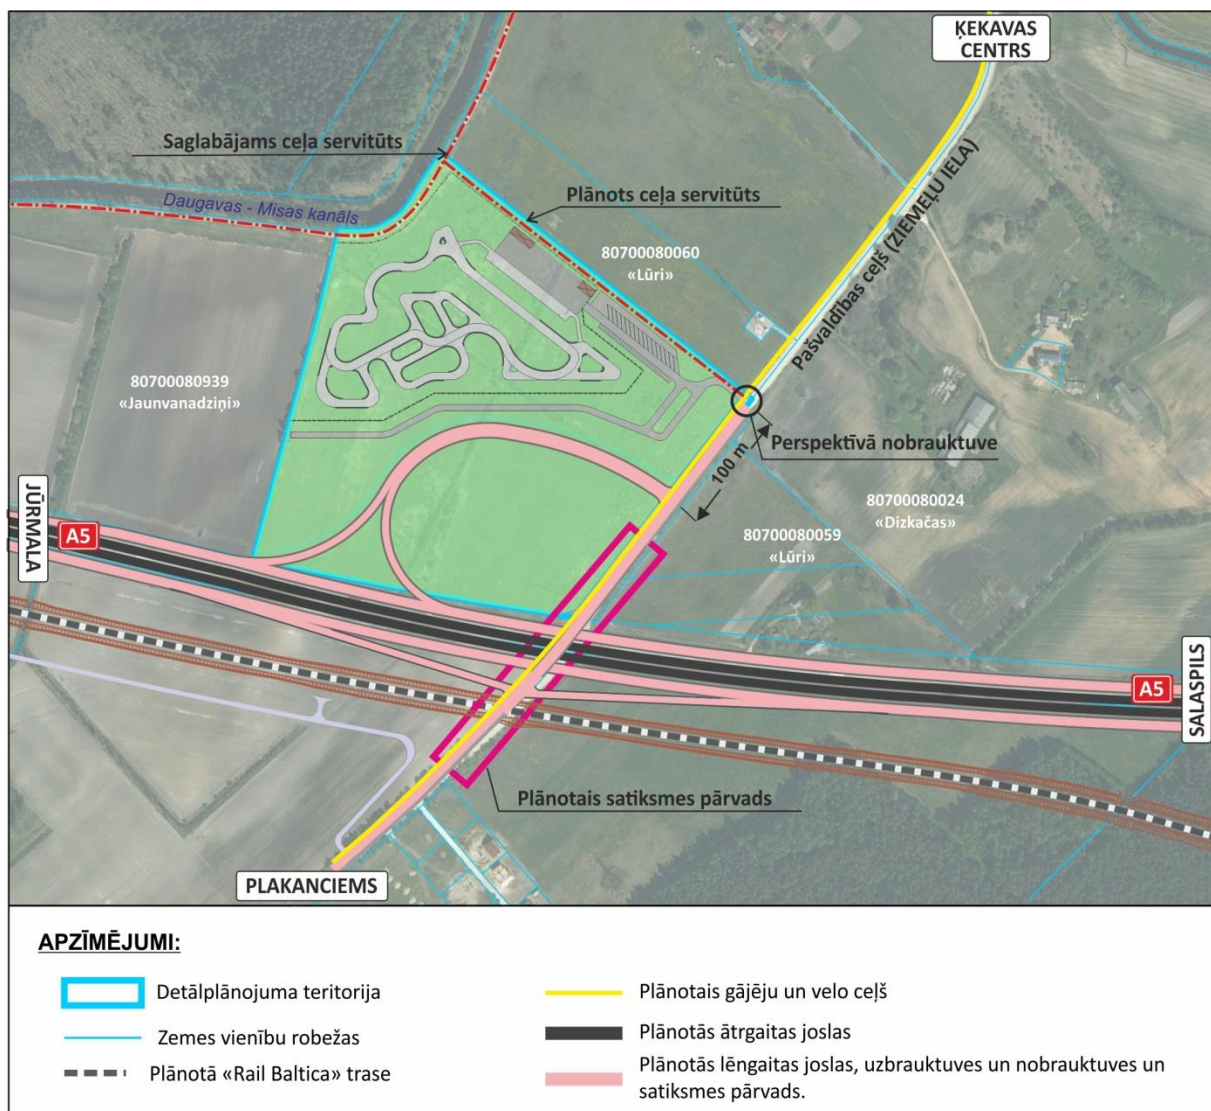 ĶEKAVAS
CENTRS
Saglabājams ceļa servitūts
Daugavas - Misas kanāls
Plānots ceļa servitūts
80700080060
«Lūri»
Pašvaldības ceļš (ZIEMEĻU IELA)
80700080939
«Jaunvanadziņi»
Perspektīvā nobrauktuve
100 m
80700080024
«Dizkačas»
80700080059
«Lūri»
JŪRMALA
A5
A5
SALASPILS
Plānotais satiksmes pārvads
PLAKANCIEMS
APZĪMĒJUMI:
Detālplānojuma teritorija
Zemes vienību robežas
Plānotā «Rail Baltica» trase
Plānotais gājēju un velo ceļš
Plānotās ātrgaitas joslas
Plānotās lēngaitas joslas, uzbrauktuves un nobrauktuves un
satiksmes pārvads.